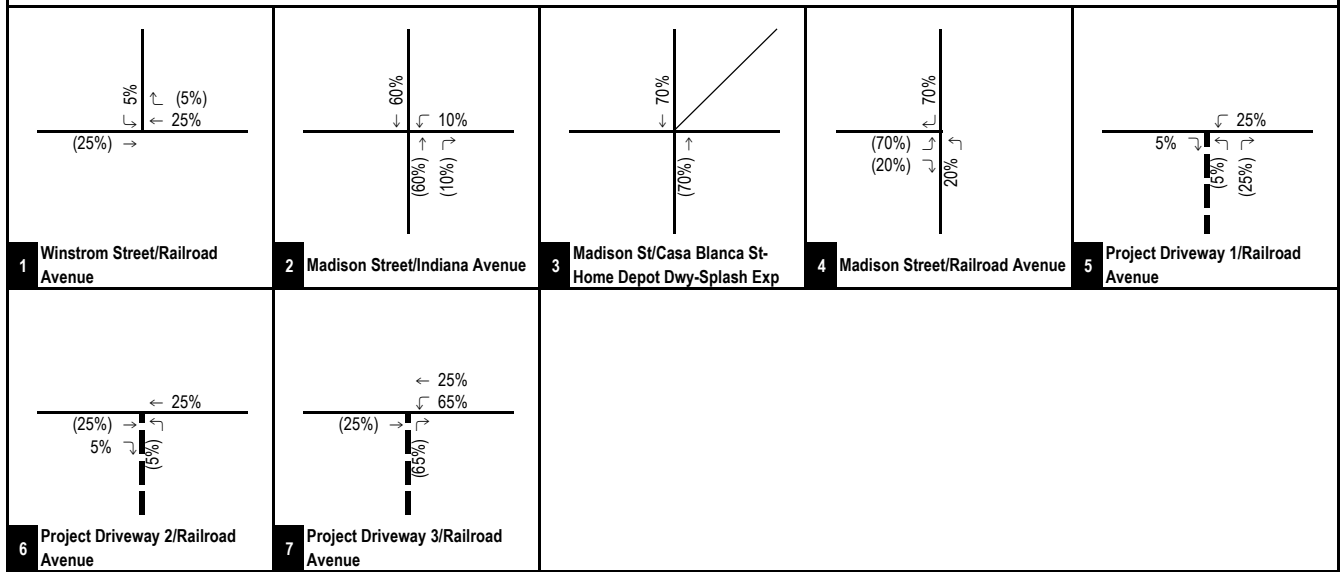 5%
(5%)
25%
(25%)
1
Winstrom Street/Railroad
Avenue
60%
10%
(60%)
(10%)
2
Madison Street/Indiana Avenue
70%
(70%)
3
Madison St/Casa Blanca St-
Home Depot Dwy-Splash Exp
70%
(70%)
(20%)
20%
4
Madison Street/Railroad Avenue
25%
5%
(5%)
(25%)
5
Project Driveway 1/Railroad
Avenue
25%
(25%)
5%
(5%)
6
Project Driveway 2/Railroad
Avenue
25%
65%
(25%)
(65%)
7
Project Driveway 3/Railroad
Avenue